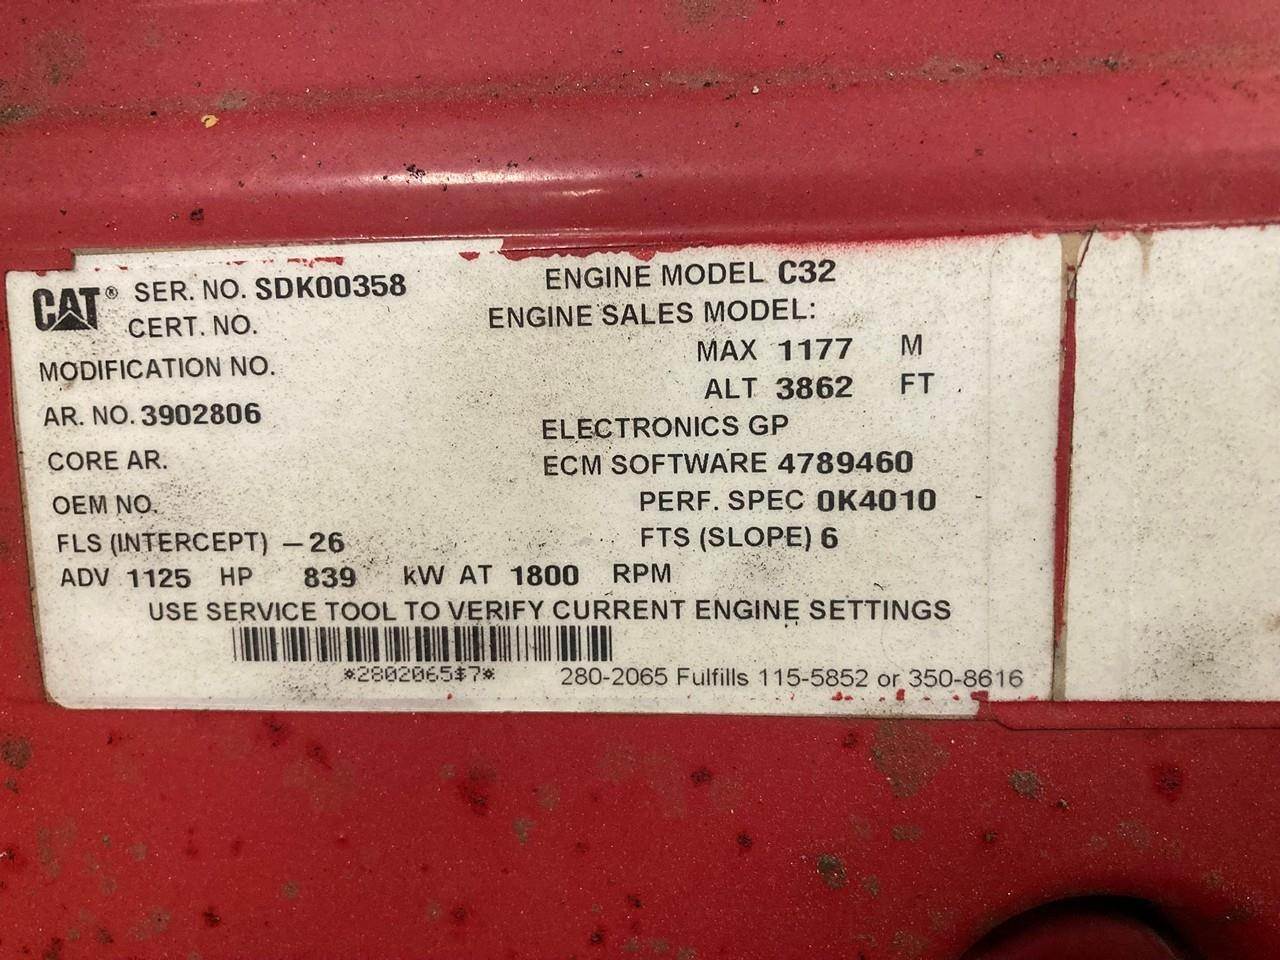 CAT® SER. NO. SDK00358 ENGINE MODEL C32
CERT. NO. ENGINE SALES MODEL:
MODIFICATION NO. MAX 1177 M
AR. NO. 3902806 ALT 3862 FT
ELECTRONICS GP
CORE AR. ECM SOFTWARE 4789460
OEM NO. PERF. SPEC 0K4010
FLS (INTERCEPT) –26 FTS (SLOPE) 6
ADV 1125 HP 839 kW AT 1800 RPM
USE SERVICE TOOL TO VERIFY CURRENT ENGINE SETTINGS
*2802065$7* 280-2065 Fulfills 115-5852 or 350-8616